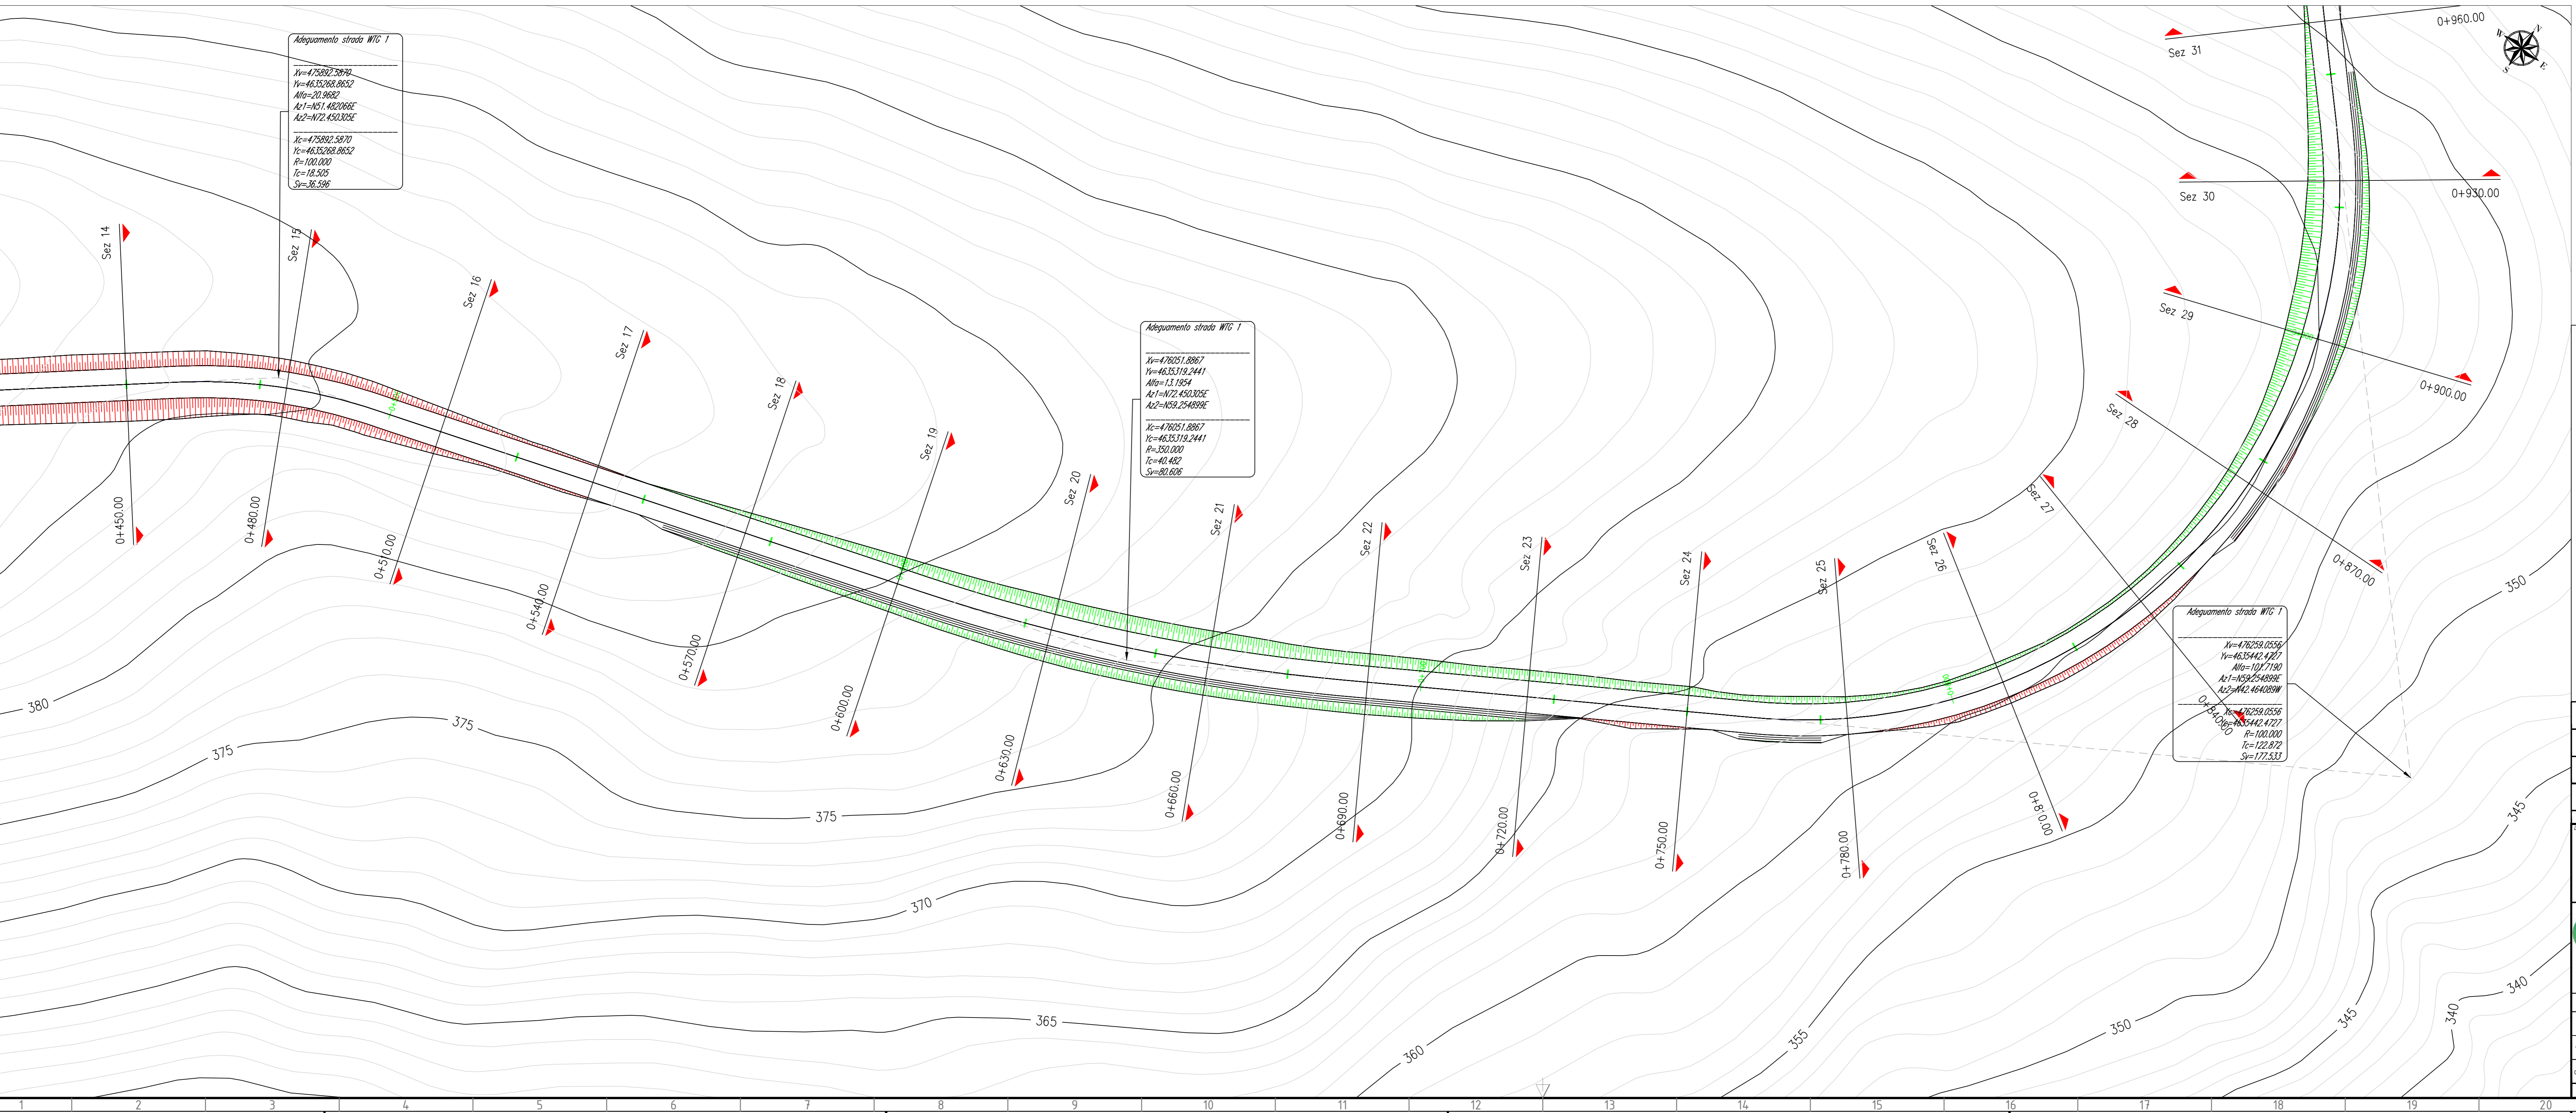 Adeguamento strada WTG 1
Xv=475892.5870
Yv=4635268.8652
Alfa=20.9682
Az1=N51.482066E
Az2=N72.450305E
Xc=475892.5870
Yc=4635268.8652
R=100.000
Tc=18.505
Sv=36.596
Adeguamento strada WTG 1
Xv=476051.8867
Yv=4635319.2441
Alfa=13.1954
Az1=N72.450305E
Az2=N59.254899E
Xc=476051.8867
Yc=4635319.2441
R=350.000
Tc=40.482
Sv=80.606
Adeguamento strada WTG 1
Xv=476259.0556
Yv=4635442.4727
Alfa=101.7190
Az1=N59.254899E
Az2=N42.464089W
Xc=476259.0556
Yc=4635442.4727
R=100.000
Tc=122.872
Sv=177.533
Sez 14
Sez 15
Sez 16
Sez 17
Sez 18
Sez 19
Sez 20
Sez 21
Sez 22
Sez 23
Sez 24
Sez 25
Sez 26
Sez 27
Sez 28
Sez 29
Sez 30
Sez 31
0+450.00
0+480.00
0+510.00
0+540.00
0+570.00
0+600.00
0+630.00
0+660.00
0+690.00
0+720.00
0+750.00
0+780.00
0+840.00
0+870.00
0+900.00
0+930.00
0+960.00
N
W
E
S
380
375
375
375
370
365
360
355
350
350
345
345
340
340
1 2 3 4 5 6 7 8 9 10 11 12 13 14 15 16 17 18 19 20